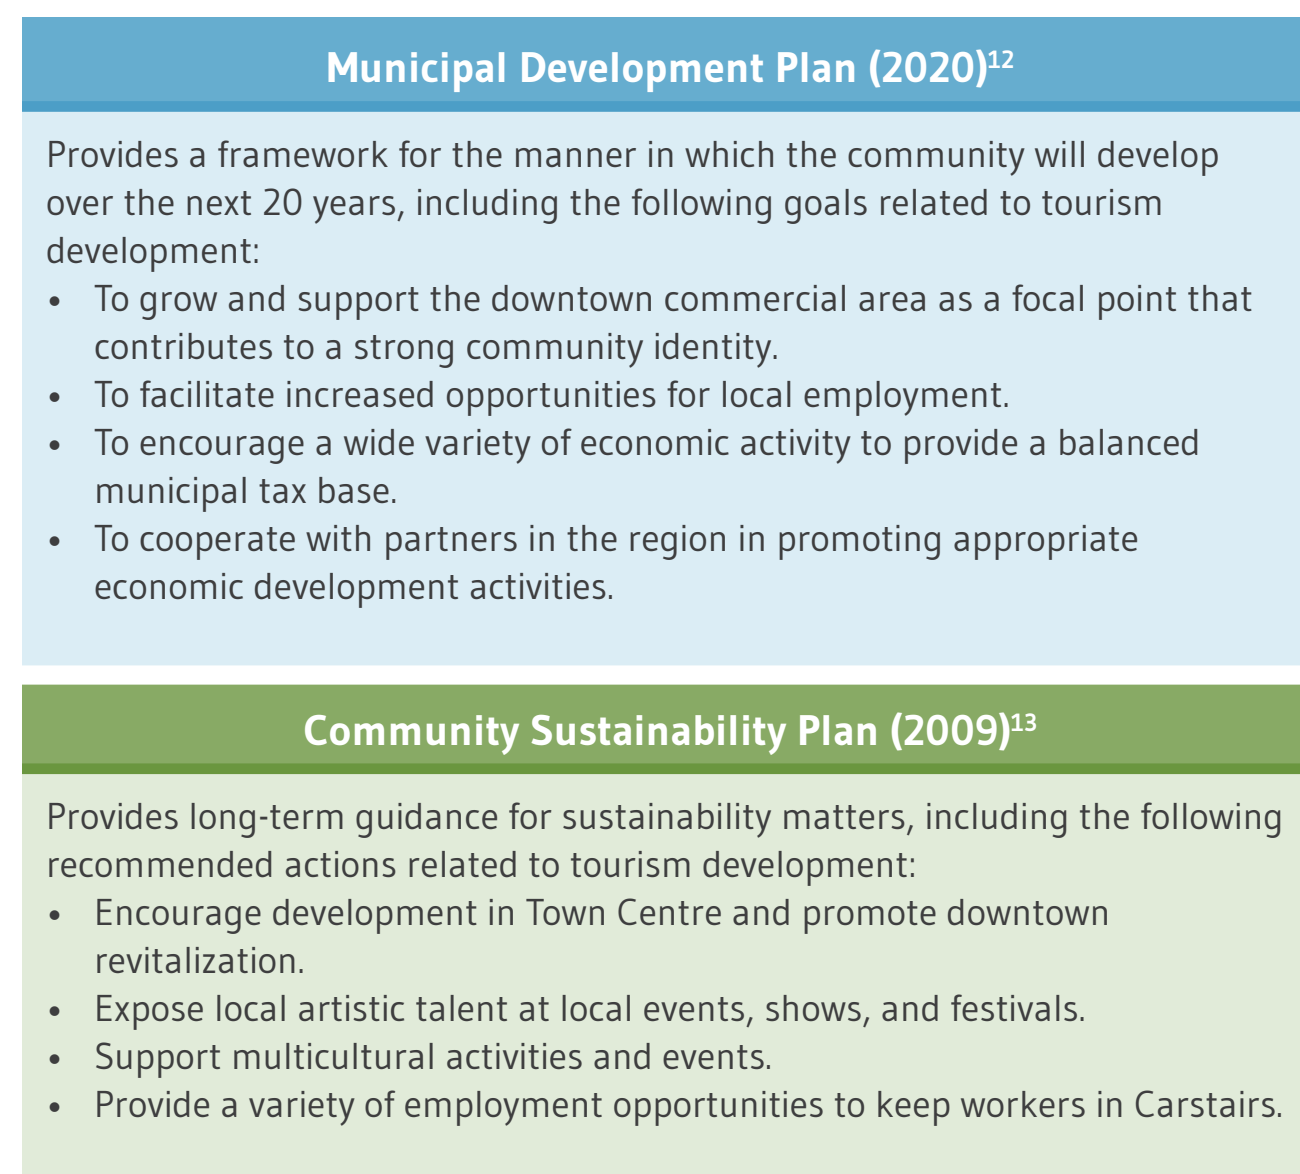 Municipal Development Plan (2020)12
Provides a framework for the manner in which the community will develop
over the next 20 years, including the following goals related to tourism
development:
• To grow and support the downtown commercial area as a focal point that
contributes to a strong community identity.
• To facilitate increased opportunities for local employment.
• To encourage a wide variety of economic activity to provide a balanced
municipal tax base.
• To cooperate with partners in the region in promoting appropriate
economic development activities.
Community Sustainability Plan (2009)13
Provides long-term guidance for sustainability matters, including the following
recommended actions related to tourism development:
• Encourage development in Town Centre and promote downtown
revitalization.
• Expose local artistic talent at local events, shows, and festivals.
• Support multicultural activities and events.
• Provide a variety of employment opportunities to keep workers in Carstairs.